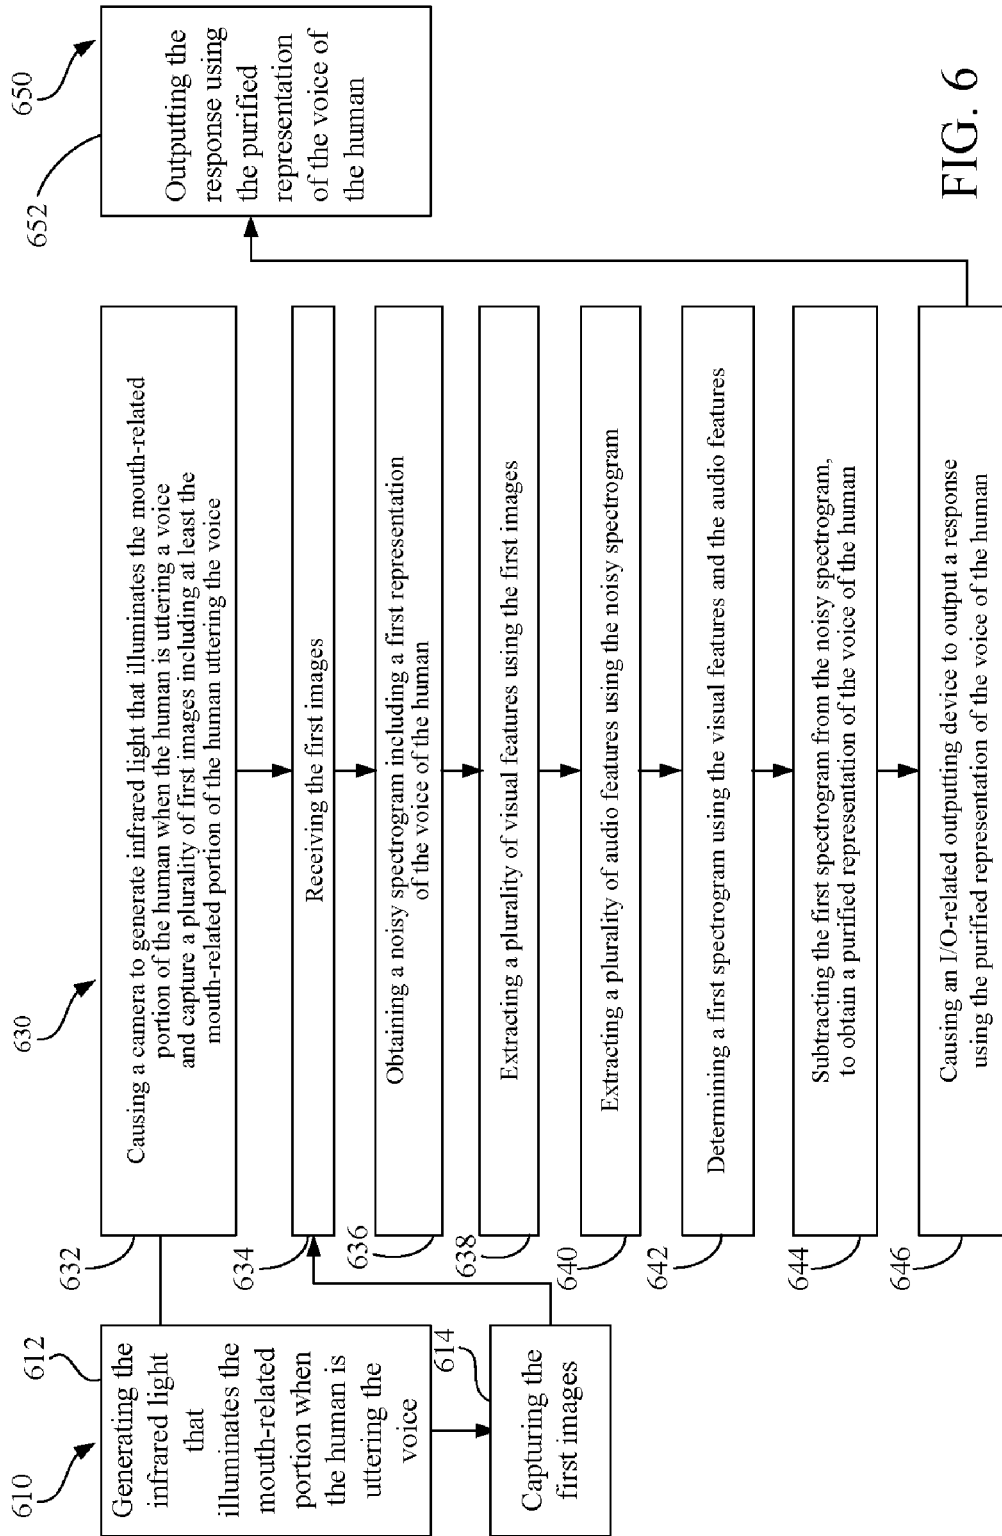 610
612
Generating the
infrared light
that
illuminates the
mouth-related
portion when
the human is
uttering the
voice
614
Capturing the
first images
630
632
Causing a camera to generate infrared light that illuminates the mouth-related
portion of the human when the human is uttering a voice
and capture a plurality of first images including at least the
mouth-related portion of the human uttering the voice
634
Receiving the first images
636
Obtaining a noisy spectrogram including a first representation
of the voice of the human
638
Extracting a plurality of visual features using the first images
640
Extracting a plurality of audio features using the noisy spectrogram
642
Determining a first spectrogram using the visual features and the audio features
644
Subtracting the first spectrogram from the noisy spectrogram,
to obtain a purified representation of the voice of the human
646
Causing an I/O-related outputing device to output a response
using the purified representation of the voice of the human
650
652
Outputting the
response using
the purified
representation
of the voice of
the human
FIG. 6